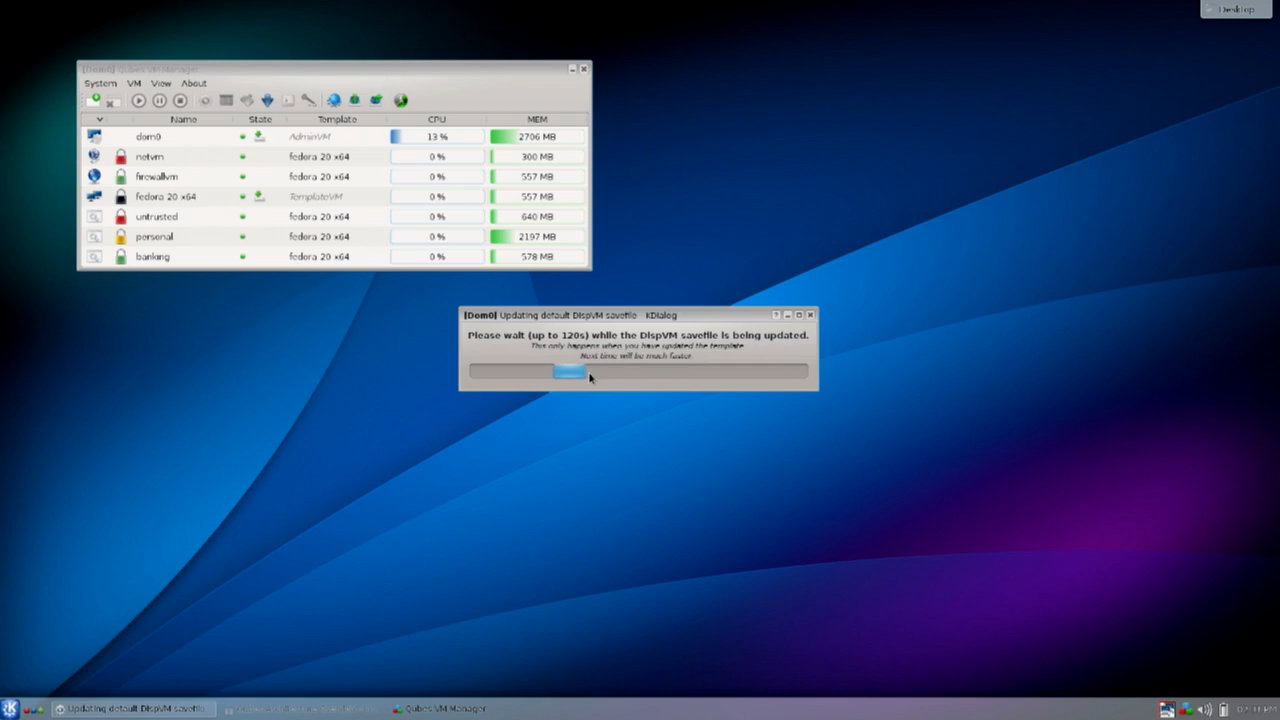 Desktop
[Dom0] Qubes VM Manager
System VM View About
Name State Template CPU MEM
dom0 AdminVM 13 % 2706 MB
netvm fedora 20 x64 0 % 300 MB
firewallvm fedora 20 x64 0 % 557 MB
fedora 20 x64 TemplateVM 0 % 557 MB
untrusted fedora 20 x64 0 % 640 MB
personal fedora 20 x64 0 % 2197 MB
banking fedora 20 x64 0 % 578 MB
[Dom0] Updating default DispVM savefile KDialog
Please wait (up to 120s) while the DispVM savefile is being updated.
This only happens when you have updated the template.
Next time will be much faster.
Updating default DispVM savefile
Qubes VM Manager